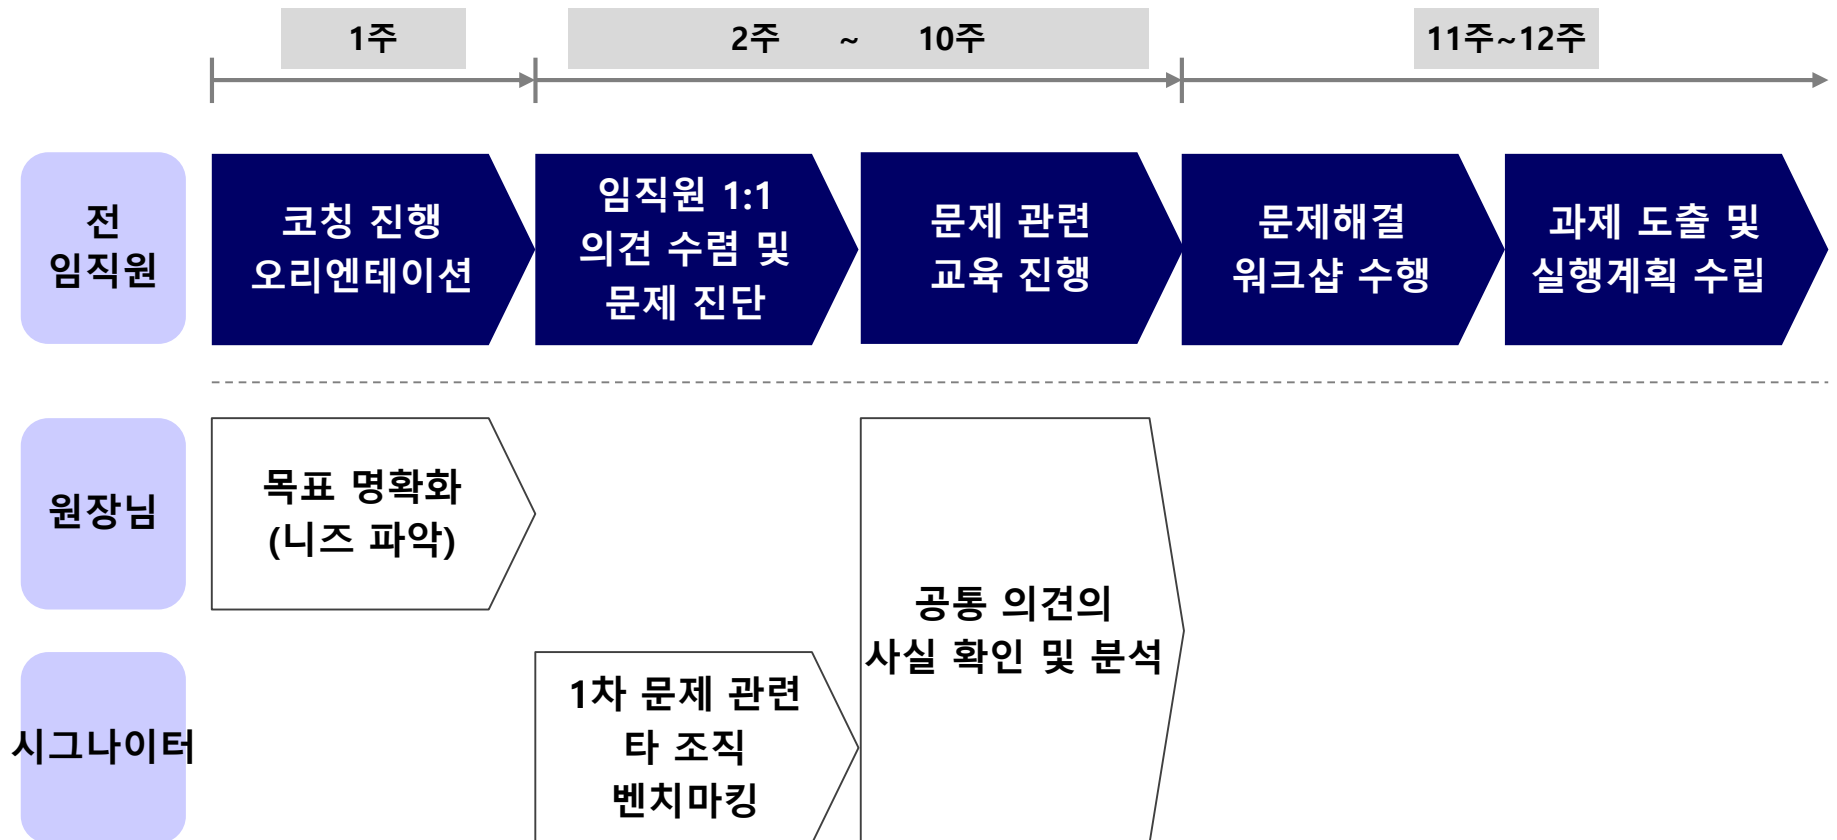 1주
2주 ~ 10주
11주~12주
전
임직원
코칭 진행
오리엔테이션
임직원 1:1
의견 수렴 및
문제 진단
문제 관련
교육 진행
문제해결
워크샵 수행
과제 도출 및
실행계획 수립
원장님
목표 명확화
(니즈 파악)
공통 의견의
사실 확인 및 분석
시그나이터
1차 문제 관련
타 조직
벤치마킹